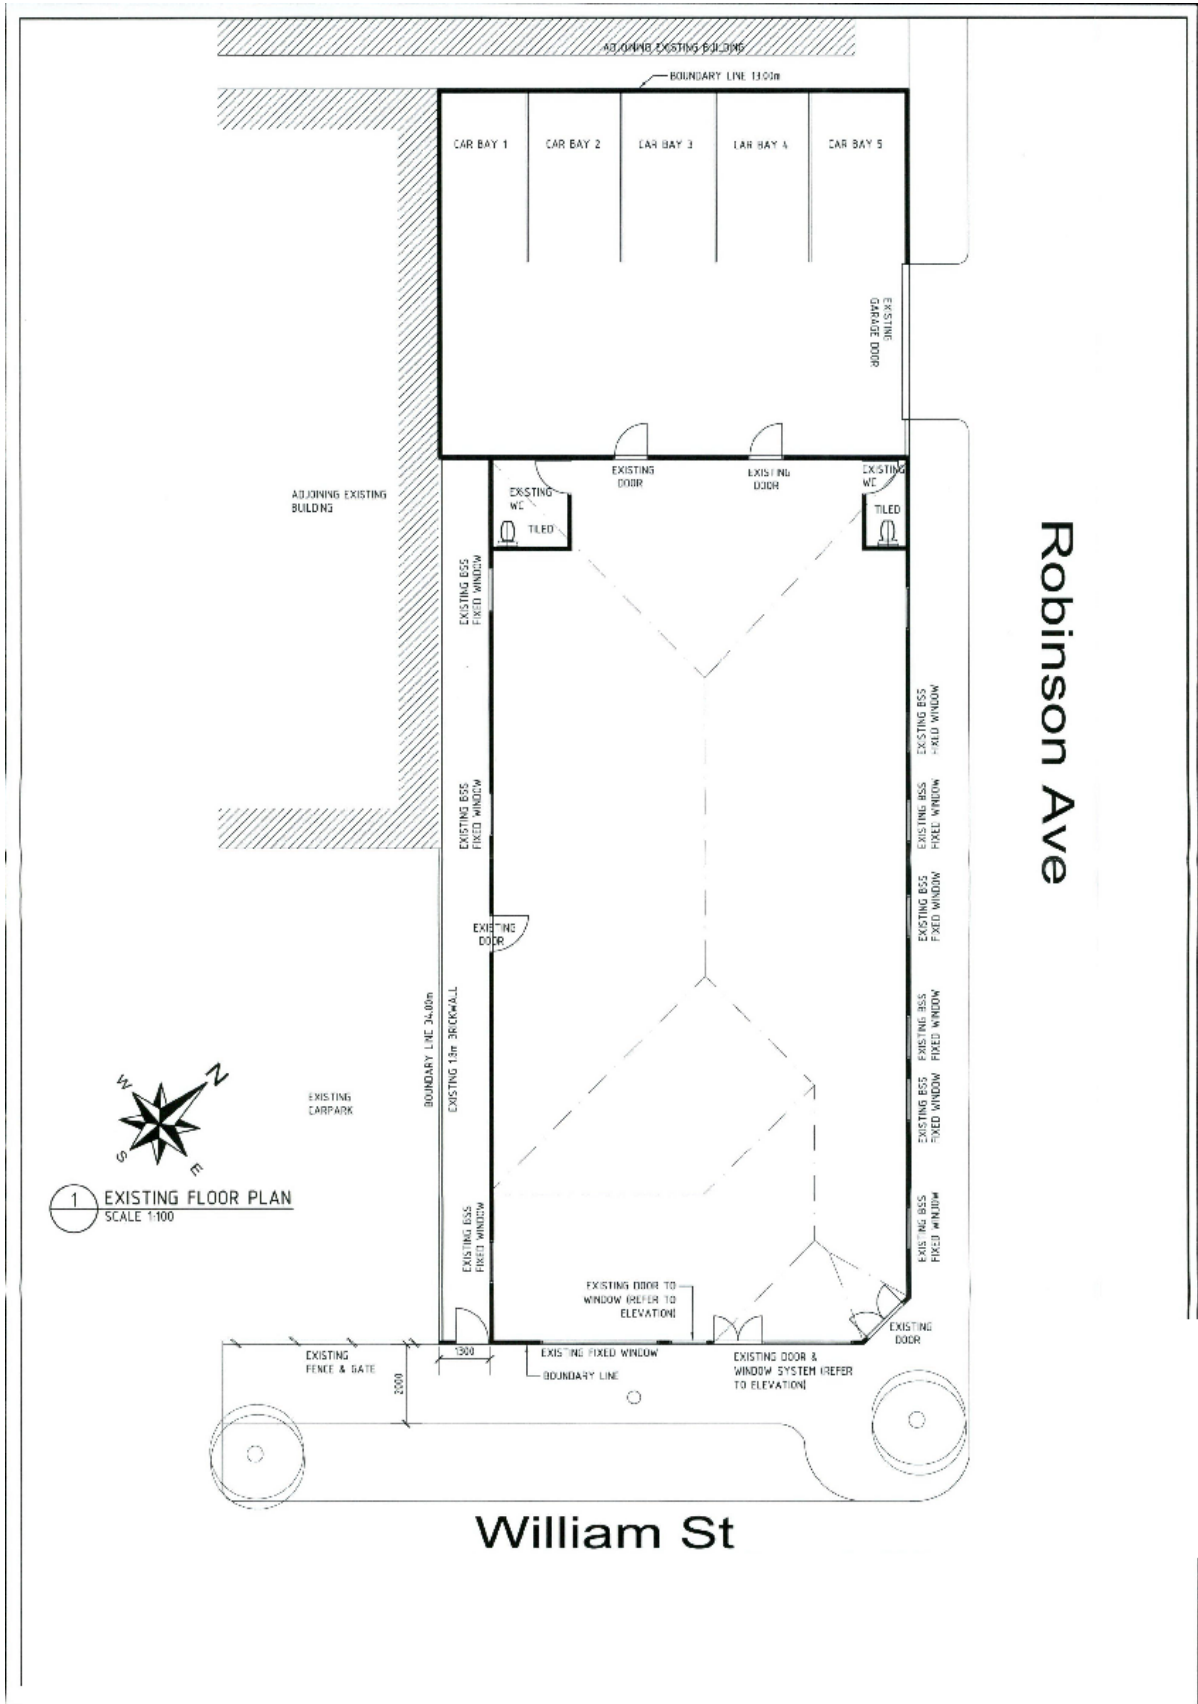 ADJOINING EXISTING BUILDING
BOUNDARY LINE 13.00m
CAR BAY 1
CAR BAY 2
CAR BAY 3
CAR BAY 4
CAR BAY 5
EXISTING
GARAGE DOOR
EXISTING
DOOR
EXISTING
DOOR
EXISTING
WC
TILED
EXISTING
WC
TILED
ADJOINING EXISTING
BUILDING
EXISTING BSS
FIXED WINDOW
EXISTING BSS
FIXED WINDOW
EXISTING
DOOR
BOUNDARY LINE 34.00m
EXISTING 1.8m BRICKWALL
EXISTING BSS
FIXED WINDOW
Robinson Ave
EXISTING BSS
FIXED WINDOW
EXISTING BSS
FIXED WINDOW
EXISTING BSS
FIXED WINDOW
EXISTING BSS
FIXED WINDOW
EXISTING BSS
FIXED WINDOW
EXISTING BSS
FIXED WINDOW
N
W
S
E
EXISTING
CARPARK
1
EXISTING FLOOR PLAN
SCALE 1:100
EXISTING DOOR TO
WINDOW (REFER TO
ELEVATION)
EXISTING
DOOR
EXISTING
FENCE & GATE
1300
2000
EXISTING FIXED WINDOW
BOUNDARY LINE
EXISTING DOOR &
WINDOW SYSTEM (REFER
TO ELEVATION)
William St